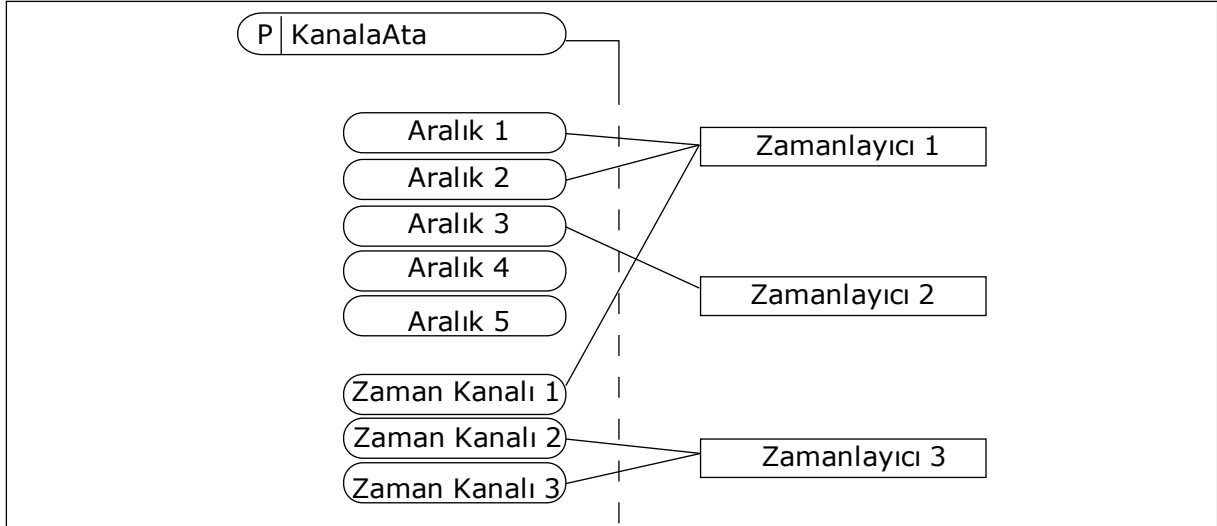 P KanalaAta
Aralık 1
Zamanlayıcı 1
Aralık 2
Aralık 3
Aralık 4
Zamanlayıcı 2
Aralık 5
Zaman Kanalı 1
Zaman Kanalı 2
Zamanlayıcı 3
Zaman Kanalı 3